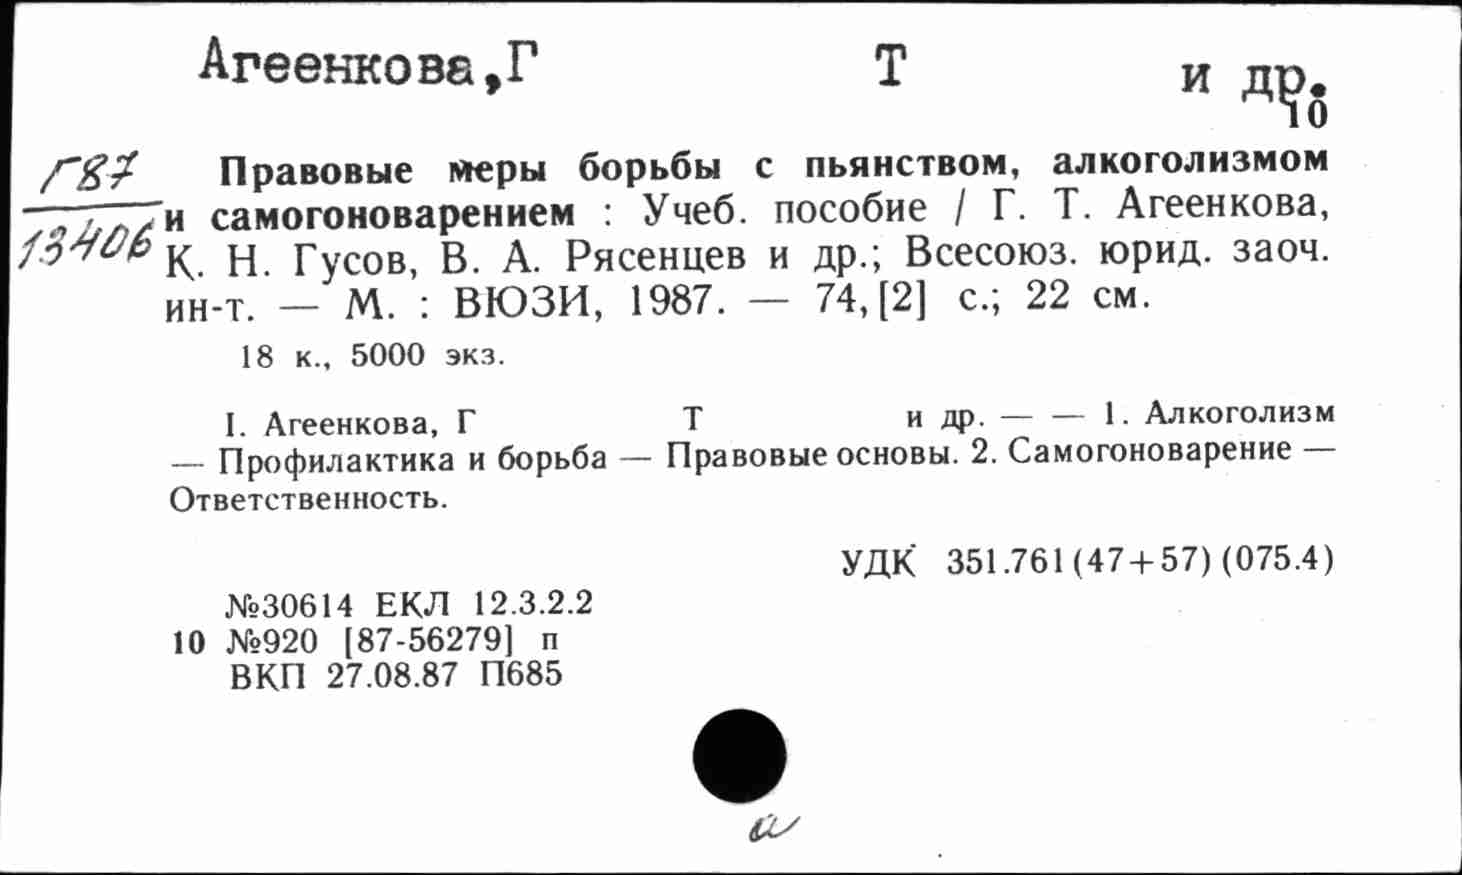 Агеенкова,Г Т и др.
10
Г87
13406
Правовые меры борьбы с пьянством, алкоголизмом
и самогоноварением : Учеб. пособие / Г. Т. Агеенкова,
К. Н. Гусов, В. А. Рясенцев и др.; Всесоюз. юрид. заоч.
ин-т. — М. : ВЮЗИ, 1987. — 74, [2] с.; 22 см.
18 к., 5000 экз.
I. Агеенкова, Г Т и др. — — 1. Алкоголизм
— Профилактика и борьба — Правовые основы. 2. Самогоноварение —
Ответственность.
УДК 351.761(47+57)(075.4)
№30614 ЕКЛ 12.3.2.2
10 №920 [87-56279] п
ВКП 27.08.87 П685